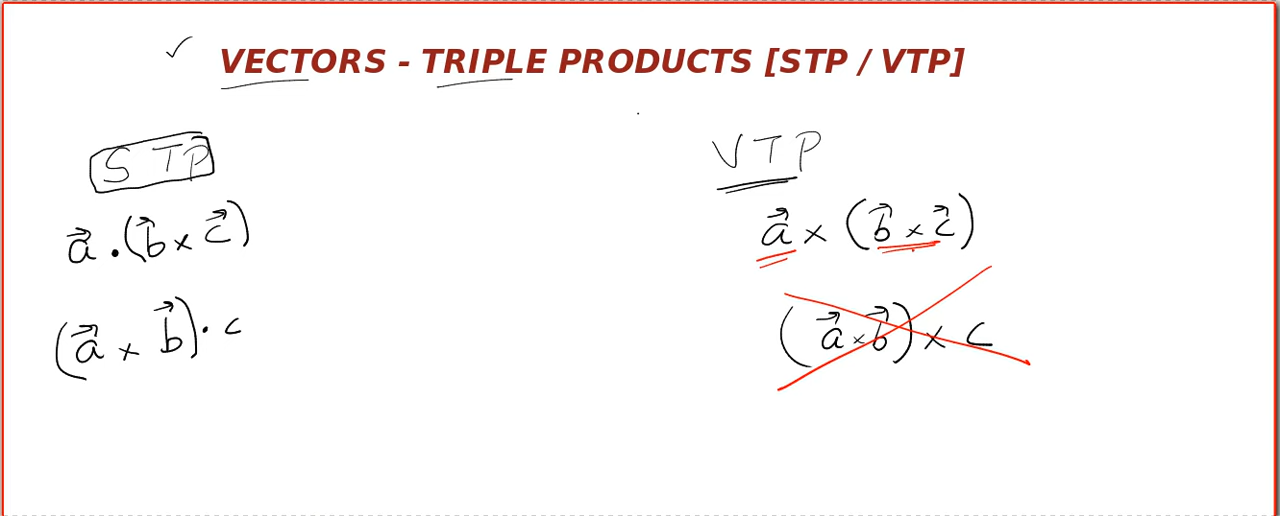 VECTORS - TRIPLE PRODUCTS [STP / VTP]
STP
a⃗ . (b⃗ × c⃗)
(a⃗ × b⃗) . c
VTP
a⃗ × (b⃗ × c⃗)
(a⃗ × b⃗) × c